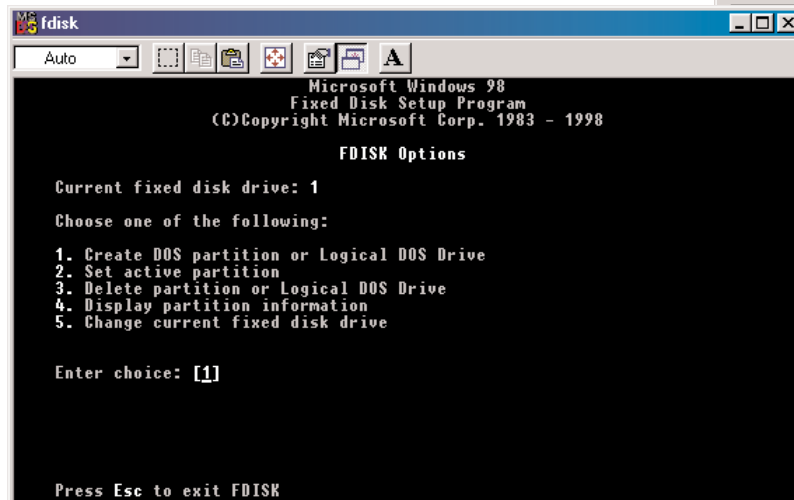 fdisk
Auto
A
Microsoft Windows 98
Fixed Disk Setup Program
(C)Copyright Microsoft Corp. 1983 - 1998
FDISK Options
Current fixed disk drive: 1
Choose one of the following:
1. Create DOS partition or Logical DOS Drive
2. Set active partition
3. Delete partition or Logical DOS Drive
4. Display partition information
5. Change current fixed disk drive
Enter choice: [1]
Press Esc to exit FDISK